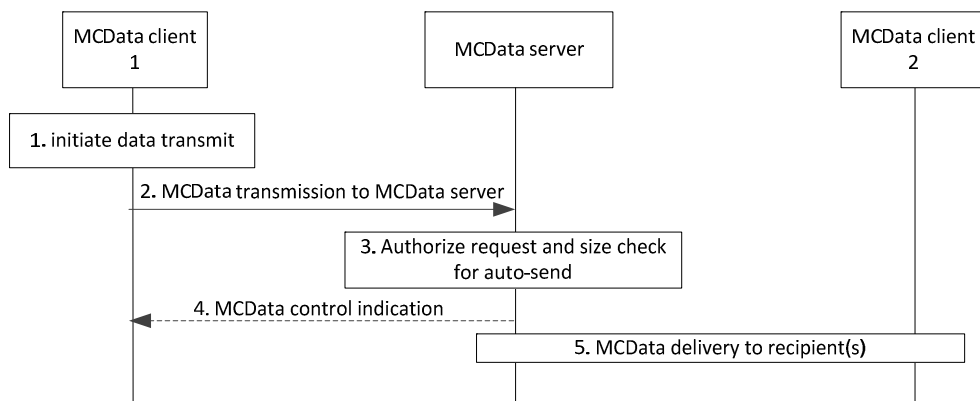 MCData client
1
MCData server
MCData client
2
1. initiate data transmit
2. MCData transmission to MCData server
3. Authorize request and size check
for auto-send
4. MCData control indication
5. MCData delivery to recipient(s)